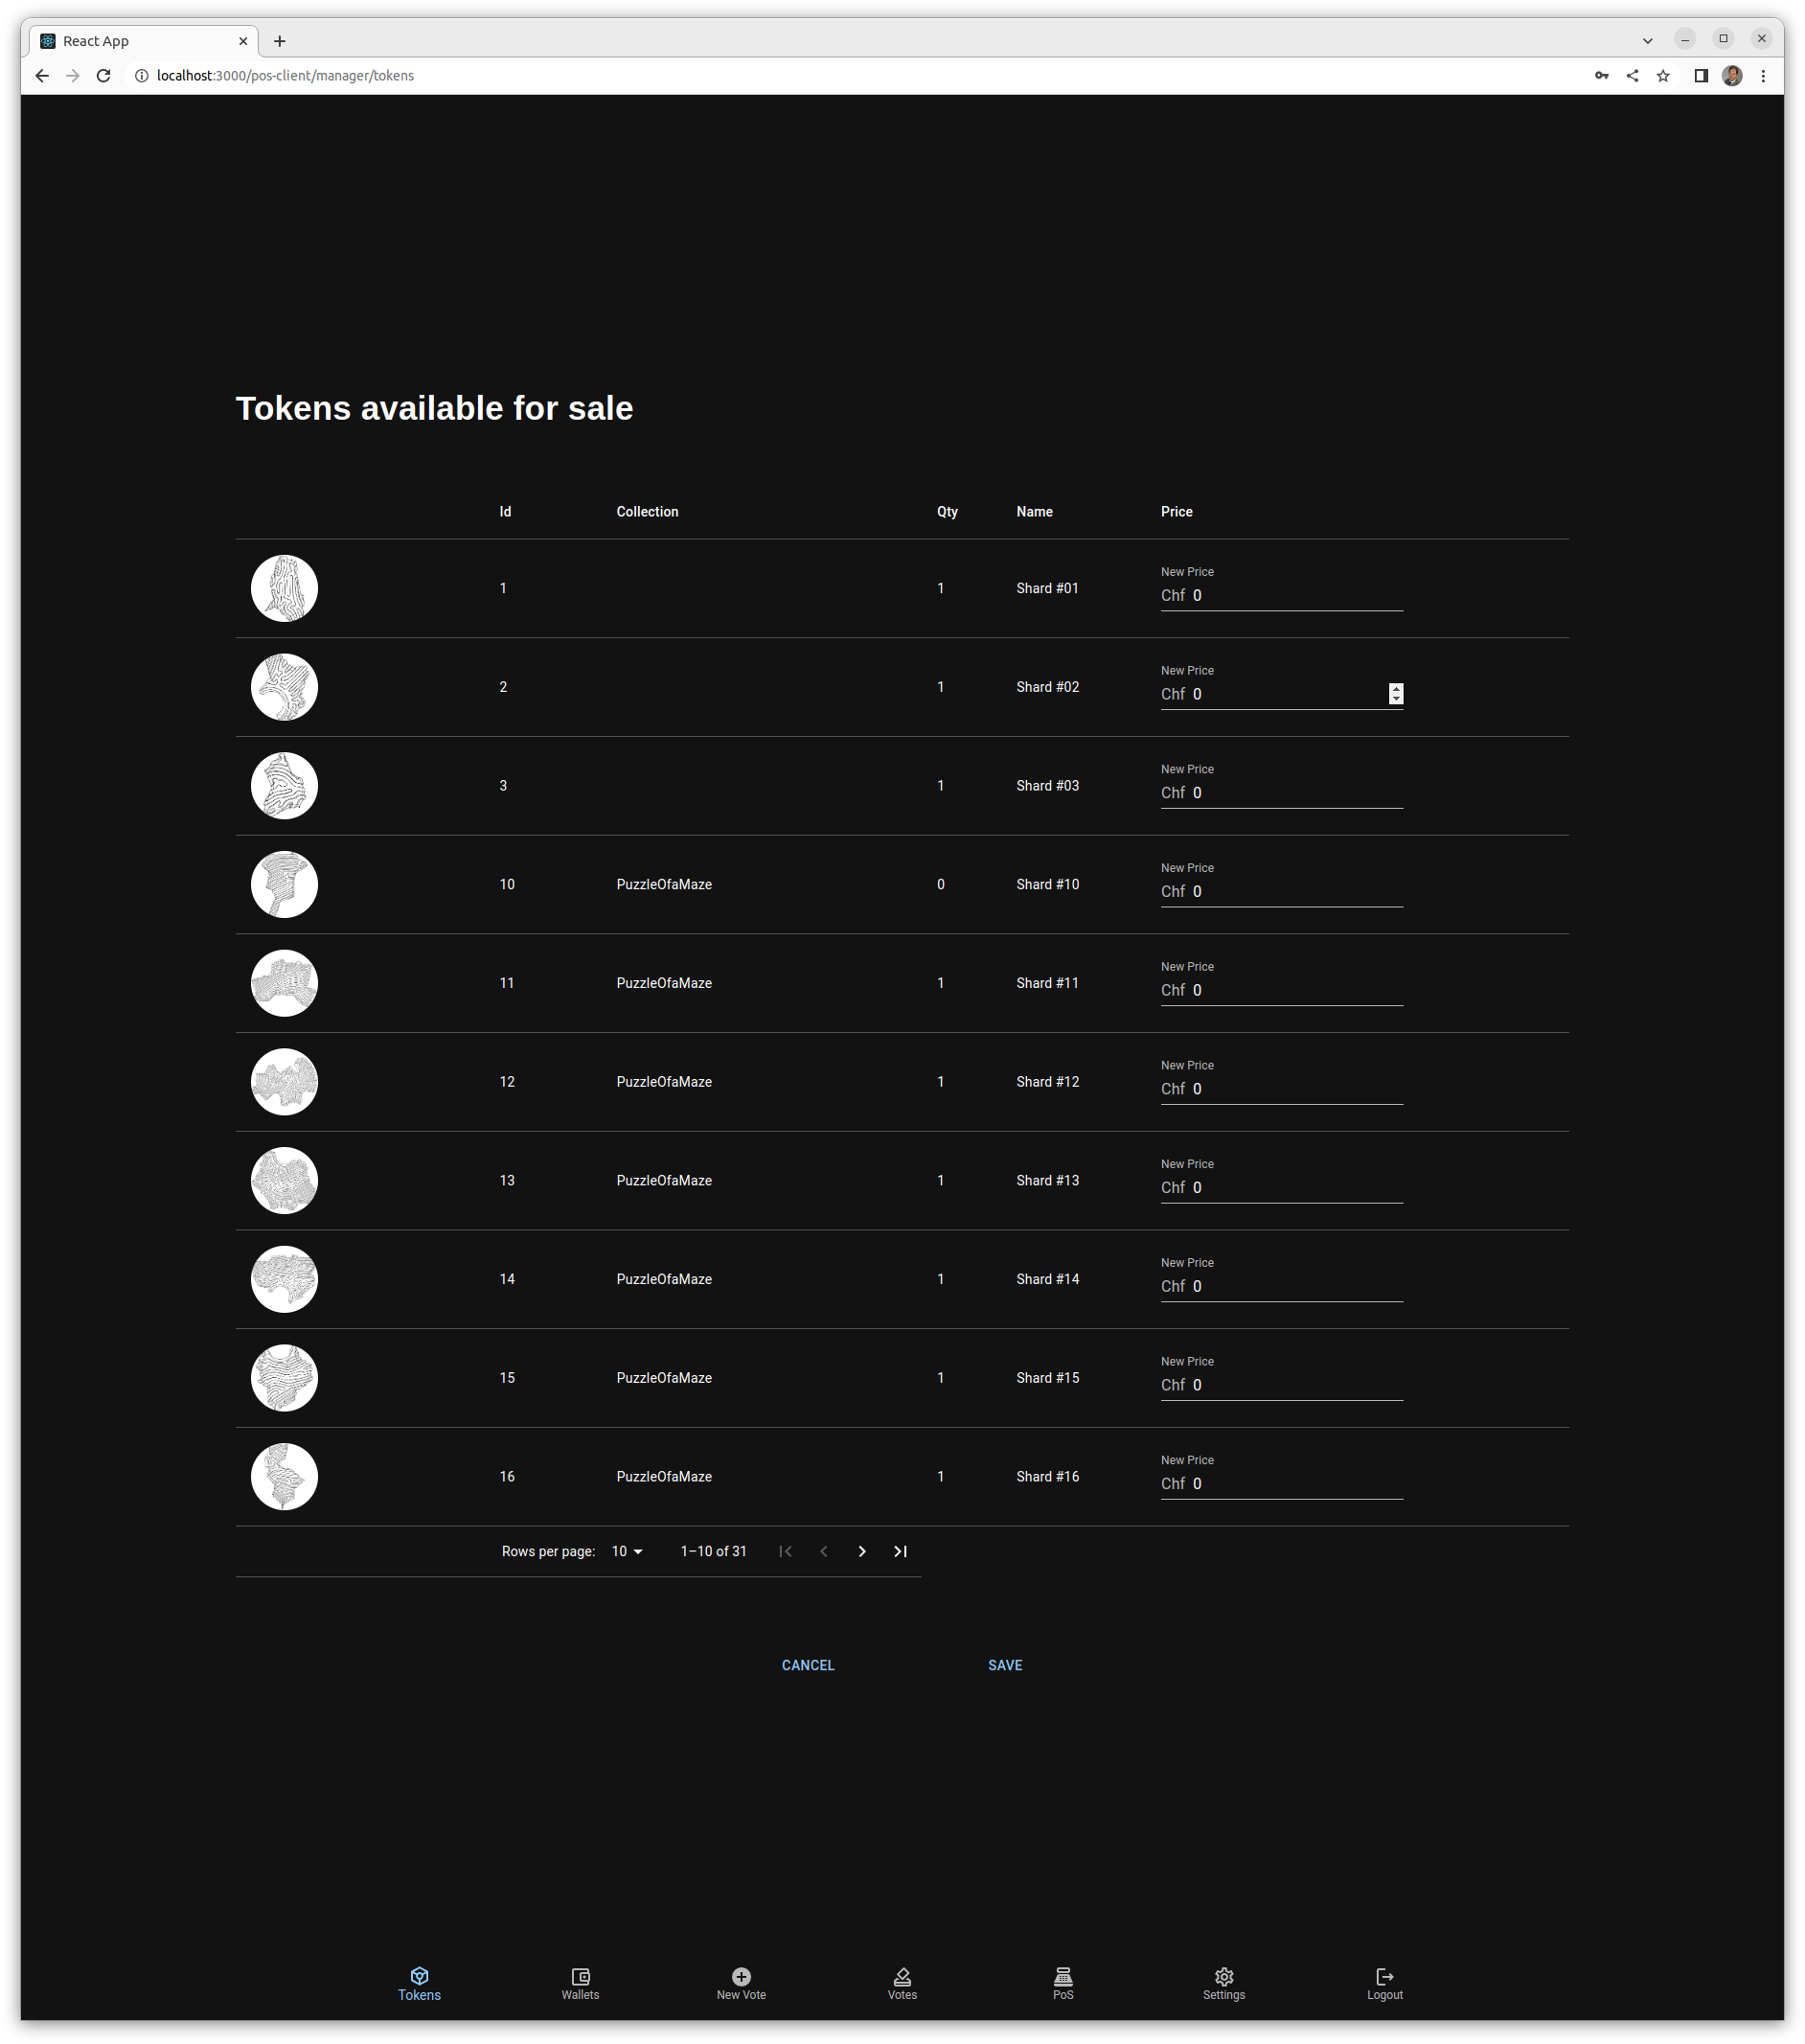 React App
localhost:3000/pos-client/manager/tokens
Tokens available for sale
Id Collection Qty Name Price
New Price
1 1 Shard #01 Chf 0
New Price
2 1 Shard #02 Chf 0
New Price
3 1 Shard #03 Chf 0
New Price
10 PuzzleOfaMaze 0 Shard #10 Chf 0
New Price
11 PuzzleOfaMaze 1 Shard #11 Chf 0
New Price
12 PuzzleOfaMaze 1 Shard #12 Chf 0
New Price
13 PuzzleOfaMaze 1 Shard #13 Chf 0
New Price
14 PuzzleOfaMaze 1 Shard #14 Chf 0
New Price
15 PuzzleOfaMaze 1 Shard #15 Chf 0
New Price
16 PuzzleOfaMaze 1 Shard #16 Chf 0
Rows per page: 10 1–10 of 31
CANCEL SAVE
Tokens Wallets New Vote Votes PoS Settings Logout